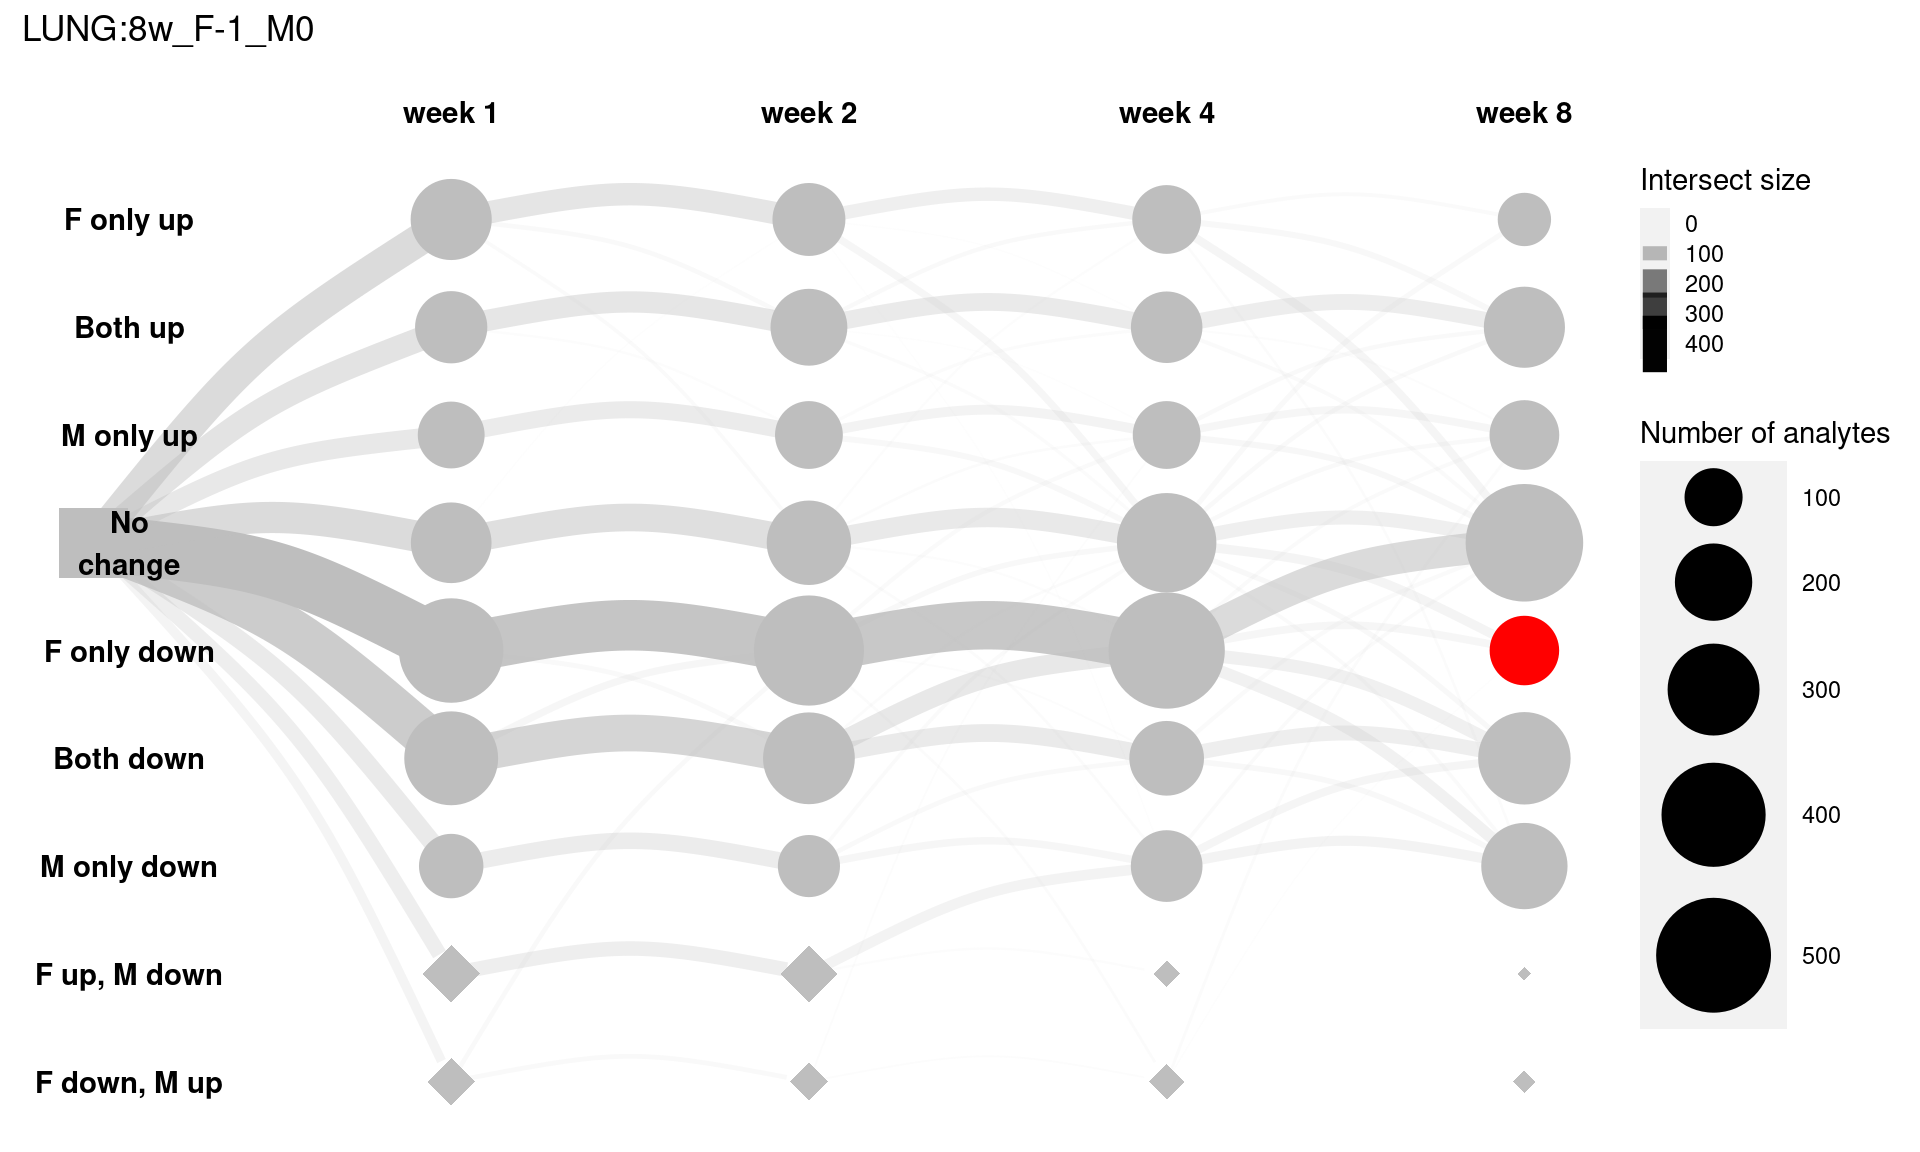 LUNG:8w_F-1_M0
week 1
week 2
week 4
week 8
F only up
Both up
M only up
No
change
F only down
Both down
M only down
F up, M down
F down, M up
Intersect size
0
100
200
300
400
Number of analytes
100
200
300
400
500